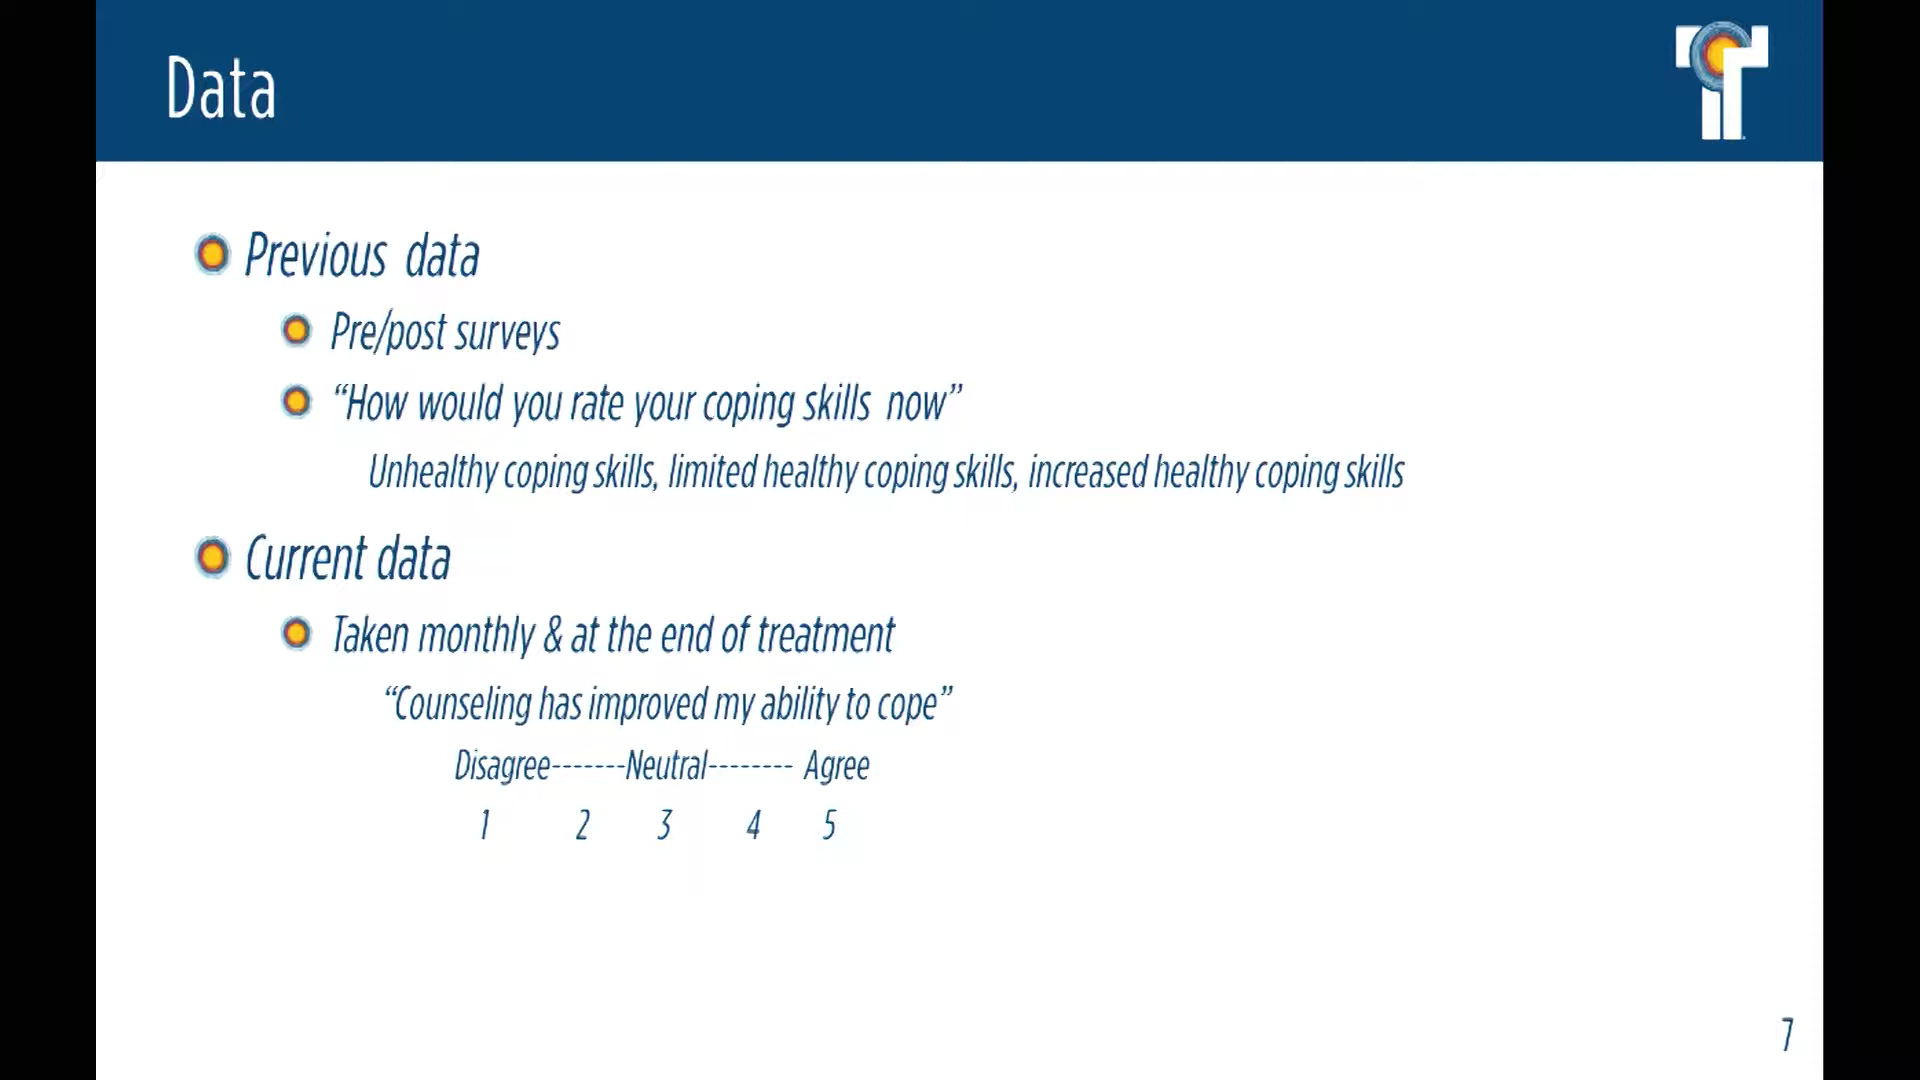 Data
Previous data
Pre/post surveys
“How would you rate your coping skills now”
Unhealthy coping skills, limited healthy coping skills, increased healthy coping skills
Current data
Taken monthly & at the end of treatment
“Counseling has improved my ability to cope”
Disagree-------Neutral-------- Agree
1 2 3 4 5
7